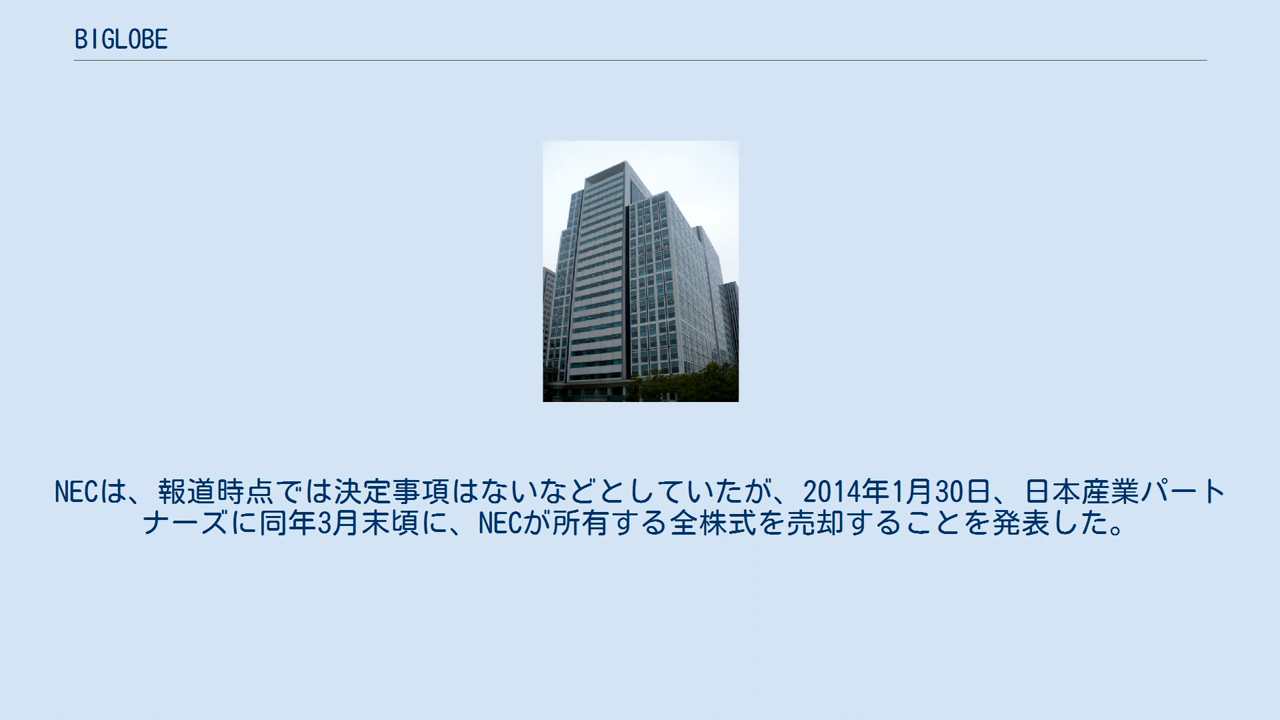 BIGLOBE
NECは、報道時点では決定事項はないなどとしていたが、2014年1月30日、日本産業パート
ナーズに同年3月末頃に、NECが所有する全株式を売却することを発表した。